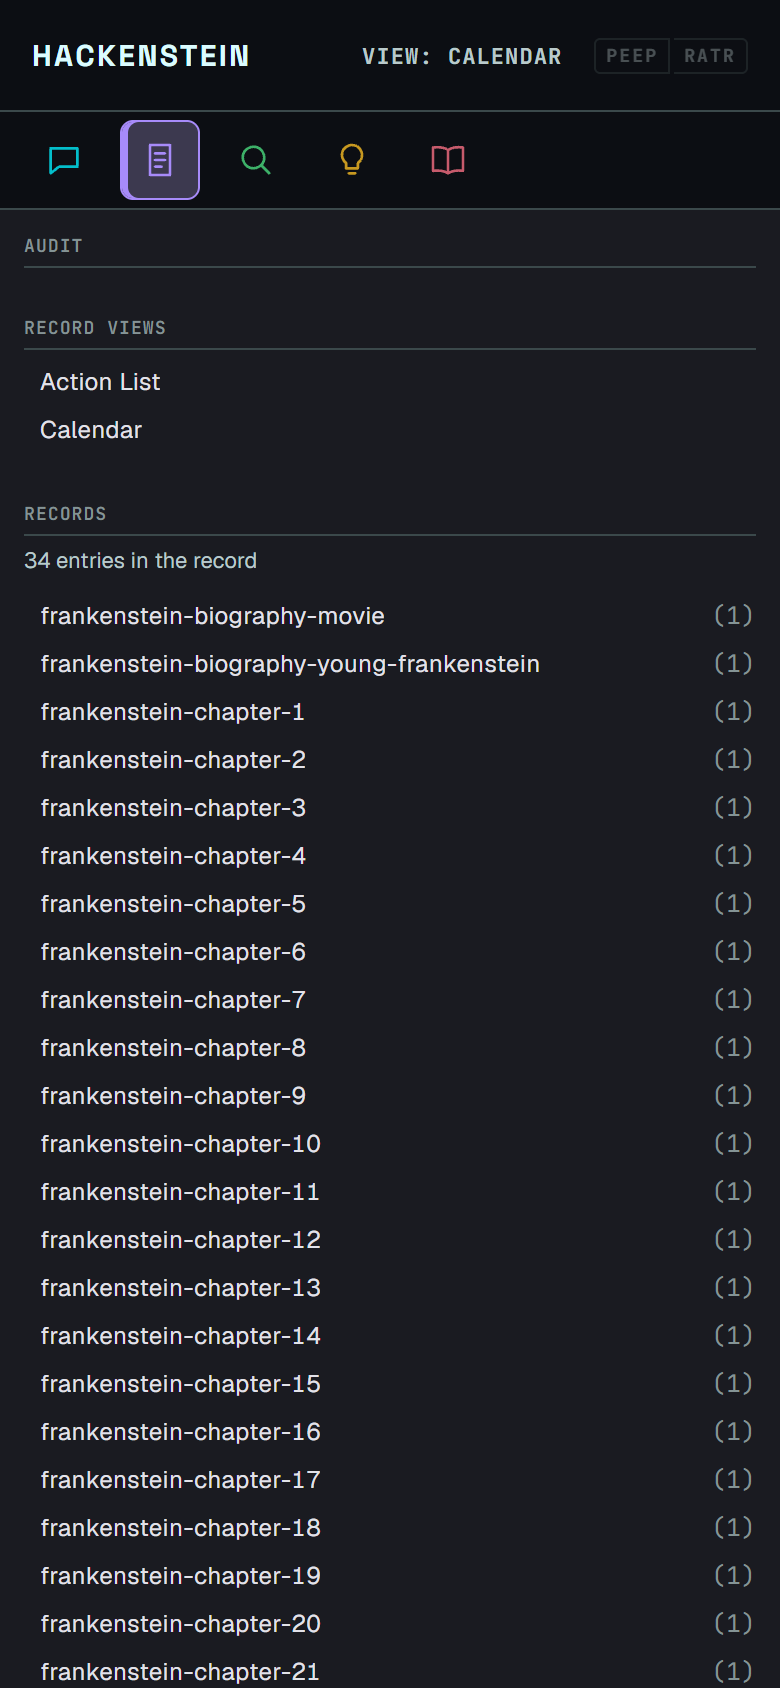 HACKENSTEIN VIEW: CALENDAR PEEP RATR
AUDIT
RECORD VIEWS
Action List
Calendar
RECORDS
34 entries in the record
frankenstein-biography-movie (1)
frankenstein-biography-young-frankenstein (1)
frankenstein-chapter-1 (1)
frankenstein-chapter-2 (1)
frankenstein-chapter-3 (1)
frankenstein-chapter-4 (1)
frankenstein-chapter-5 (1)
frankenstein-chapter-6 (1)
frankenstein-chapter-7 (1)
frankenstein-chapter-8 (1)
frankenstein-chapter-9 (1)
frankenstein-chapter-10 (1)
frankenstein-chapter-11 (1)
frankenstein-chapter-12 (1)
frankenstein-chapter-13 (1)
frankenstein-chapter-14 (1)
frankenstein-chapter-15 (1)
frankenstein-chapter-16 (1)
frankenstein-chapter-17 (1)
frankenstein-chapter-18 (1)
frankenstein-chapter-19 (1)
frankenstein-chapter-20 (1)
frankenstein-chapter-21 (1)